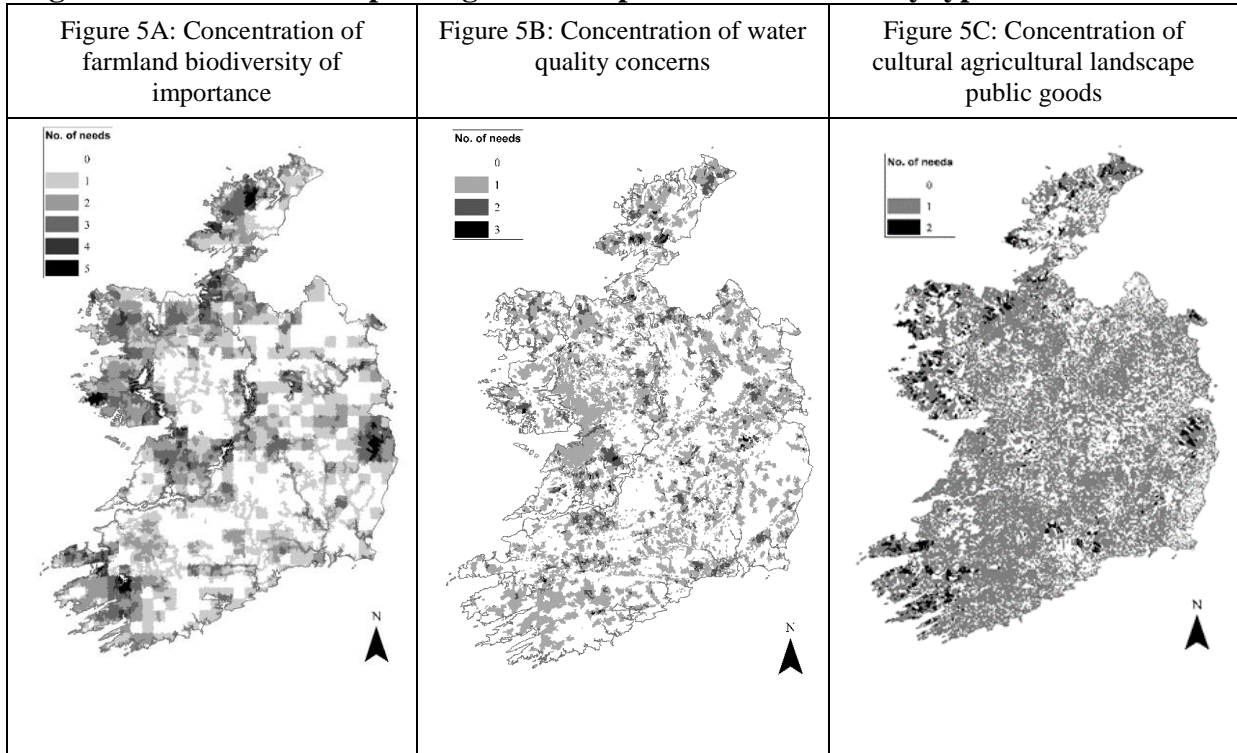 Figure 5A: Concentration of
farmland biodiversity of
importance
Figure 5B: Concentration of water
quality concerns
Figure 5C: Concentration of
cultural agricultural landscape
public goods
No. of needs
0
1
2
3
4
5
N
No. of needs
0
1
2
3
N
No. of needs
0
1
2
N